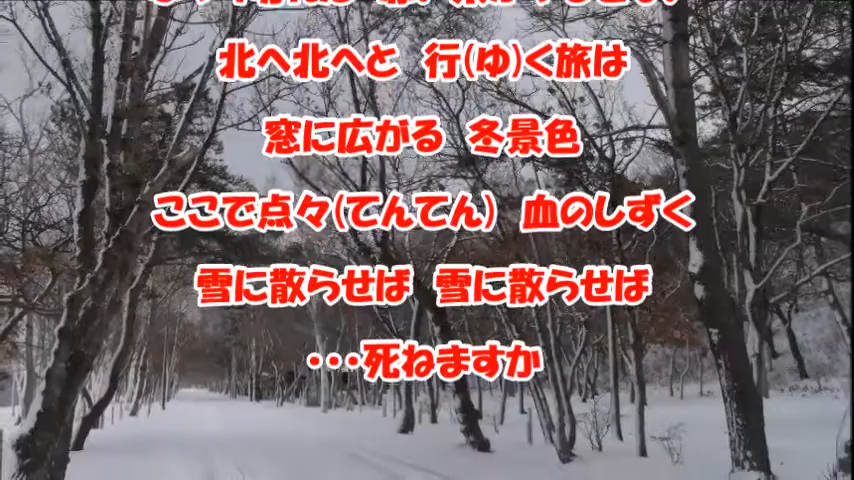 北へ北へと 行(ゆ)く旅は
窓に広がる 冬景色
ここで点々(てんてん) 血のしずく
雪に散らせば 雪に散らせば
・・・死ねますか